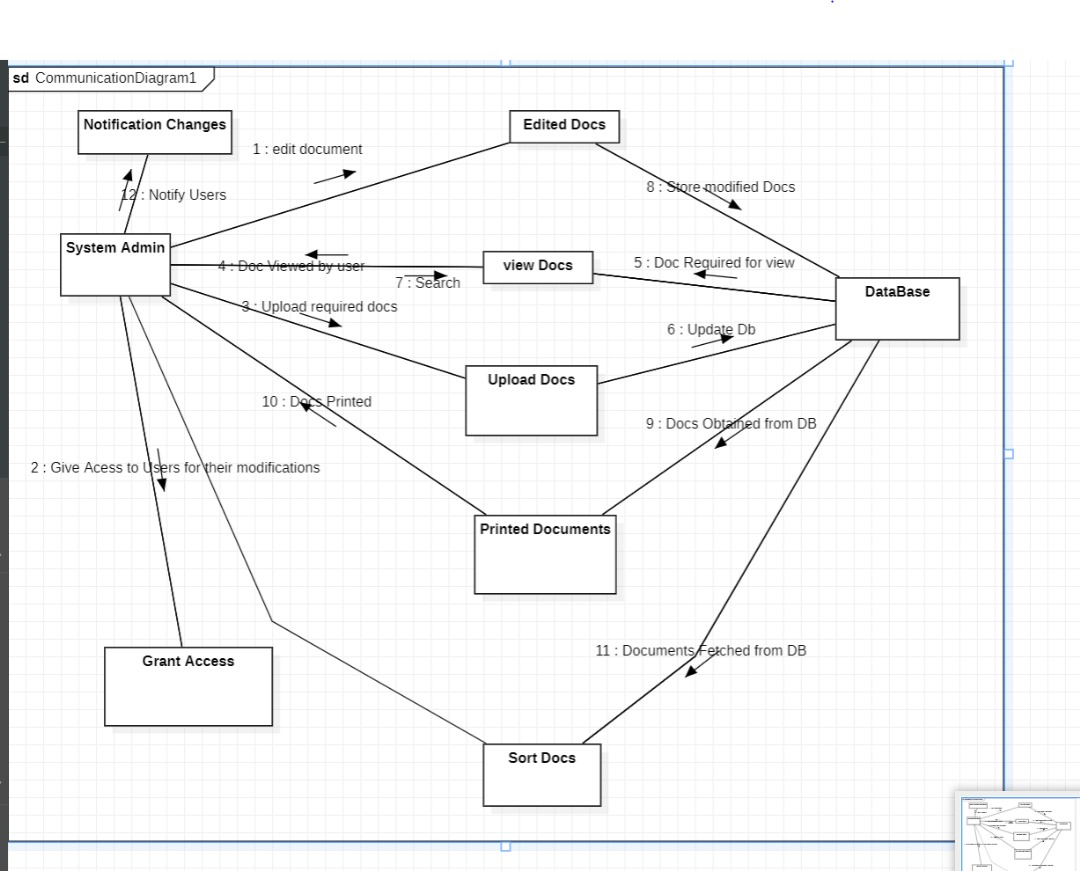 sd CommunicationDiagram1
Notification Changes
Edited Docs
1 : edit document
8 : Store modified Docs
12 : Notify Users
System Admin
4 : Doc Viewed by user
view Docs
5 : Doc Required for view
7 : Search
DataBase
3 : Upload required docs
6 : Update Db
Upload Docs
10 : Docs Printed
9 : Docs Obtained from DB
2 : Give Acess to Users for their modifications
Printed Documents
11 : Documents Fetched from DB
Grant Access
Sort Docs